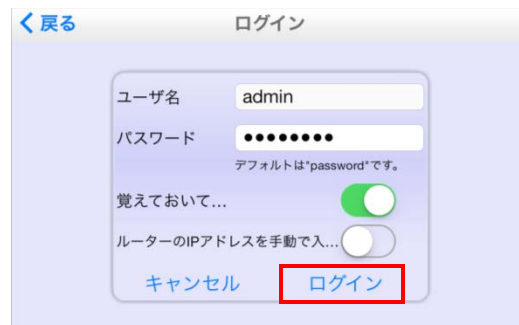 戻る ログイン
ユーザ名 admin
パスワード ●●●●●●●●
デフォルトは"password"です。
覚えておいて...
ルーターのIPアドレスを手動で入...
キャンセル ログイン